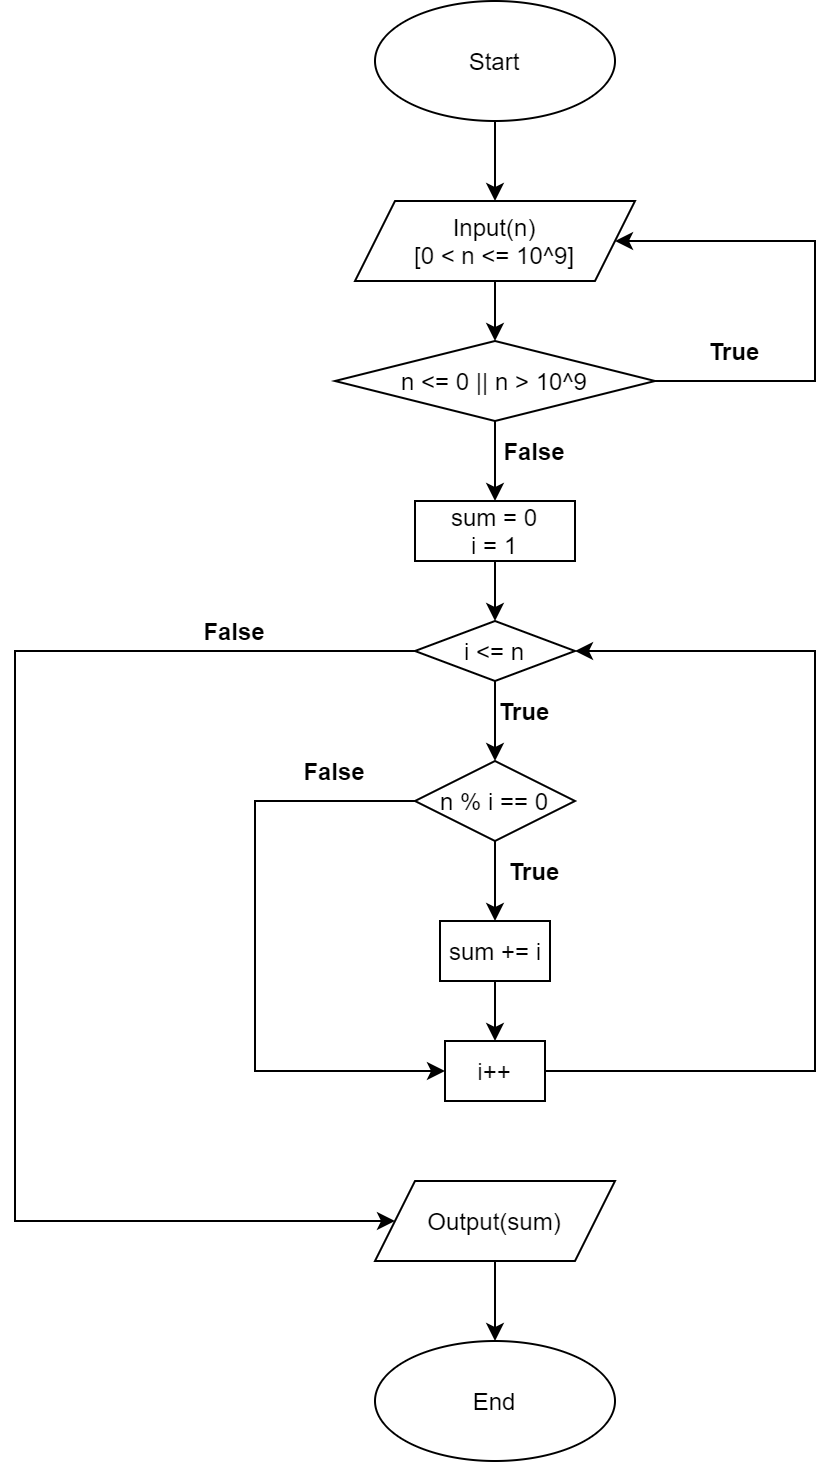 Start
Input(n)
[0 < n <= 10^9]
n <= 0 || n > 10^9
True
False
sum = 0
i = 1
False
i <= n
True
False
n % i == 0
True
sum += i
i++
Output(sum)
End